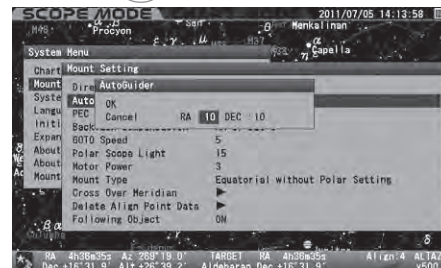 SCOPE MODE 2011/07/05 14:13:58
Procyon
Menkalinan
Capella
System Menu
Chart Mount Setting
Mount Dire AutoGuider
Syste Auto OK
Langu PEC Cancel RA 10 DEC 10
Initi
Expan GOTO Speed 5
About Polar Scope Light 15
About Motor Power 3
Mount Mount Type Equatorial without Polar Setting
Cross Over Meridian ▶
Delete Align Point Data ▶
Following Object ON
RA 4h36m35s Az 268°19.0' TARGET RA 4h36m35s Align:4 ALTAZ
Dec +16°31.9' Alt +26°39.2' Aldebaran Dec +16°31.9' x500